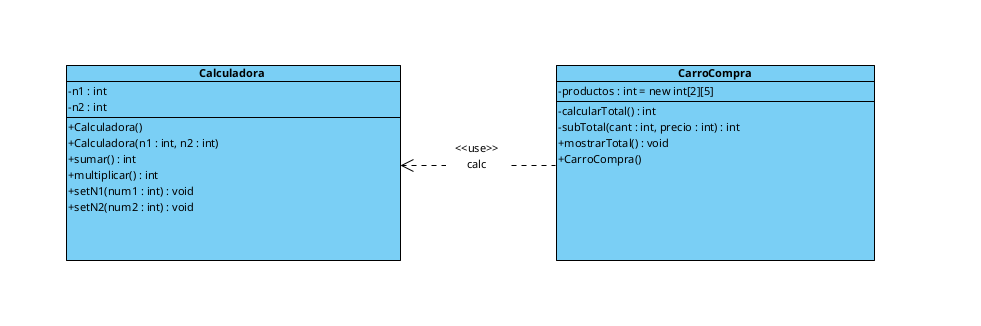 Calculadora
-n1 : int
-n2 : int
+Calculadora()
+Calculadora(n1 : int, n2 : int)
+sumar() : int
+multiplicar() : int
+setN1(num1 : int) : void
+setN2(num2 : int) : void
<<use>>
calc
CarroCompra
-productos : int = new int[2][5]
-calcularTotal() : int
-subTotal(cant : int, precio : int) : int
+mostrarTotal() : void
+CarroCompra()